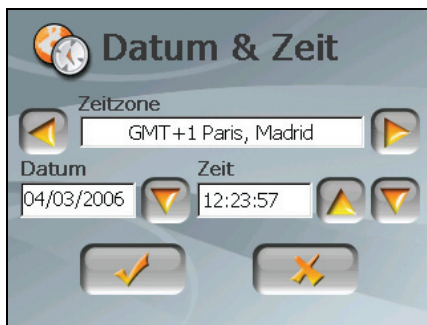 Datum & Zeit
Zeitzone
GMT+1 Paris, Madrid
Datum Zeit
04/03/2006 12:23:57